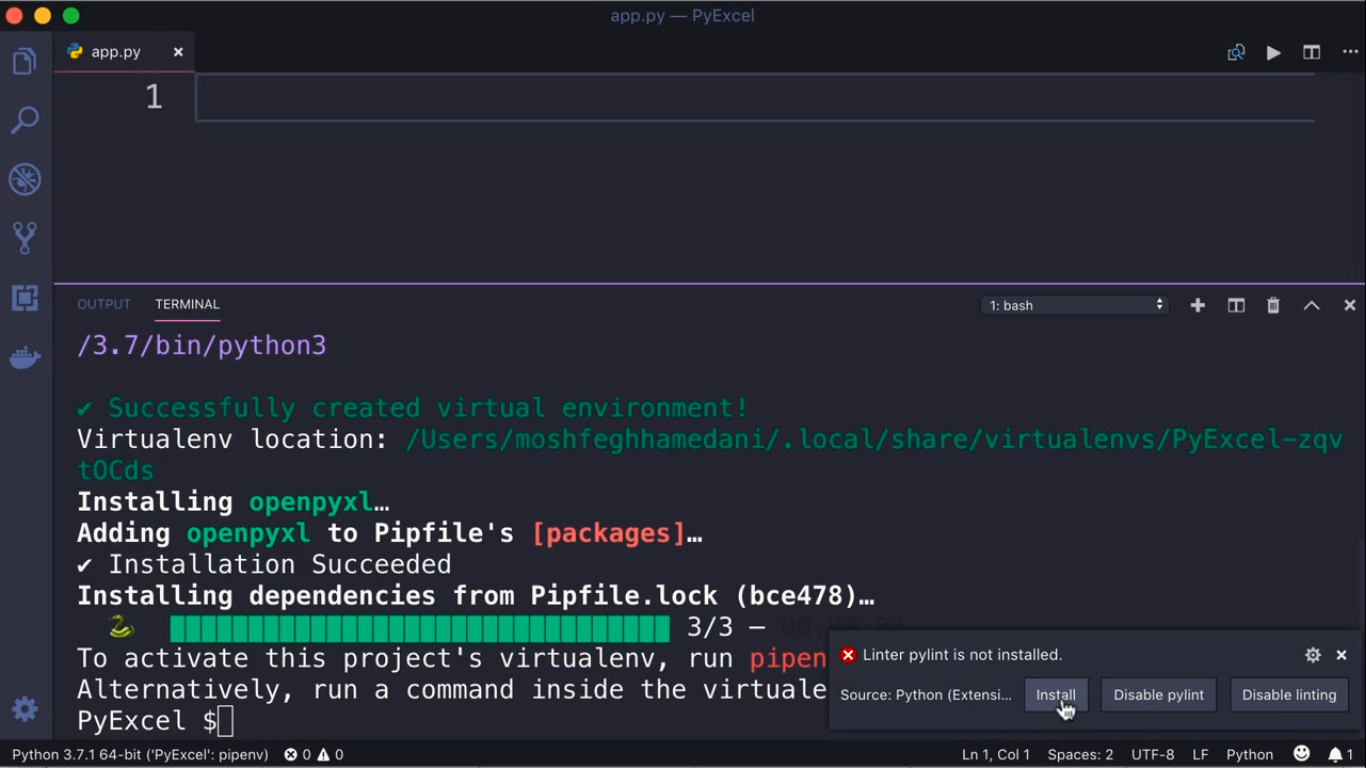 app.py — PyExcel
app.py
1
OUTPUT TERMINAL 1: bash
/3.7/bin/python3
✔ Successfully created virtual environment!
Virtualenv location: /Users/moshfeghhamedani/.local/share/virtualenvs/PyExcel-zqv
tOCds
Installing openpyxl…
Adding openpyxl to Pipfile's [packages]…
✔ Installation Succeeded
Installing dependencies from Pipfile.lock (bce478)…
🐍 3/3 —
To activate this project's virtualenv, run pipen
Alternatively, run a command inside the virtuale
PyExcel $
Linter pylint is not installed.
Source: Python (Extensi... Install Disable pylint Disable linting
Python 3.7.1 64-bit ('PyExcel': pipenv) 0 0 Ln 1, Col 1 Spaces: 2 UTF-8 LF Python 1